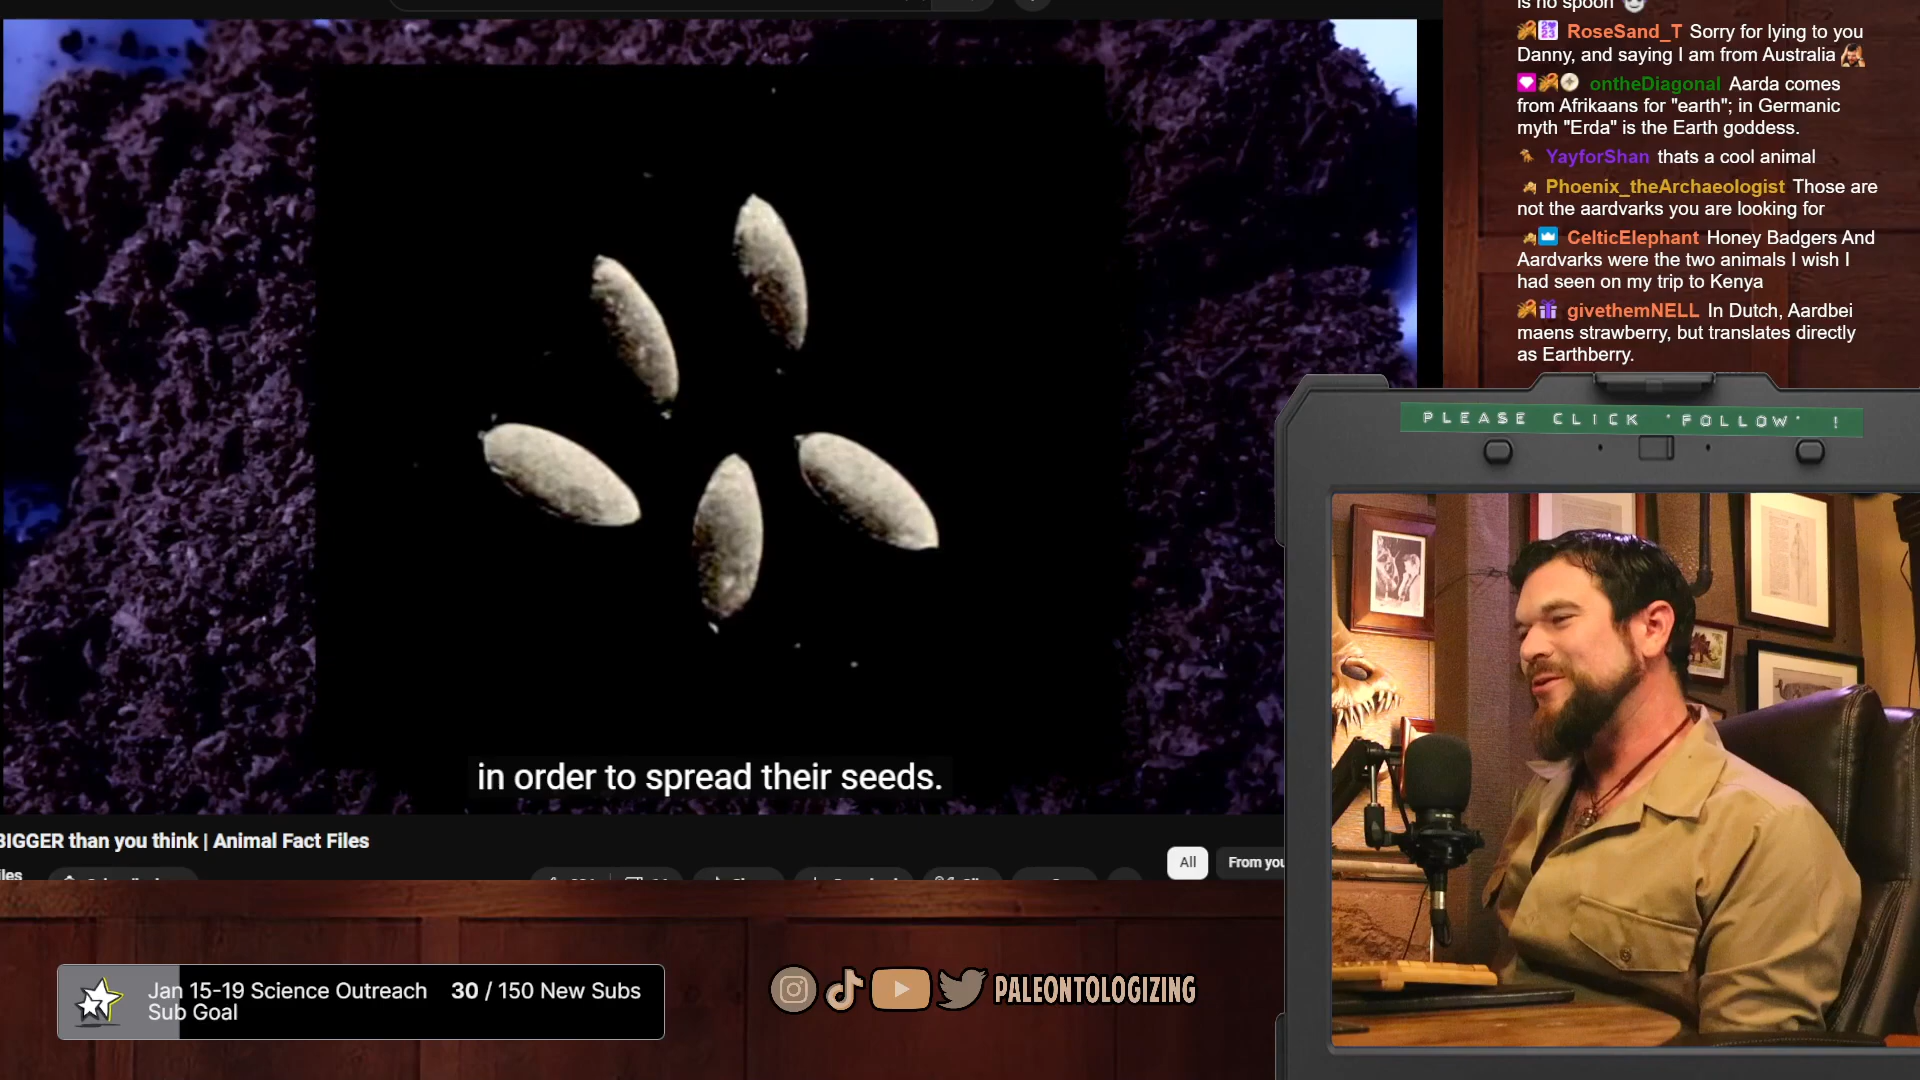 is no spoon
RoseSand_T Sorry for lying to you
Danny, and saying I am from Australia
ontheDiagonal Aarda comes
from Afrikaans for "earth"; in Germanic
myth "Erda" is the Earth goddess.
YayforShan thats a cool animal
Phoenix_theArchaeologist Those are
not the aardvarks you are looking for
CelticElephant Honey Badgers And
Aardvarks were the two animals I wish I
had seen on my trip to Kenya
givethemNELL In Dutch, Aardbei
maens strawberry, but translates directly
as Earthberry.
PLEASE CLICK 'FOLLOW' !
in order to spread their seeds.
BIGGER than you think | Animal Fact Files
All
From you
iles
Jan 15-19 Science Outreach 30 / 150 New Subs
Sub Goal
PALEONTOLOGIZING